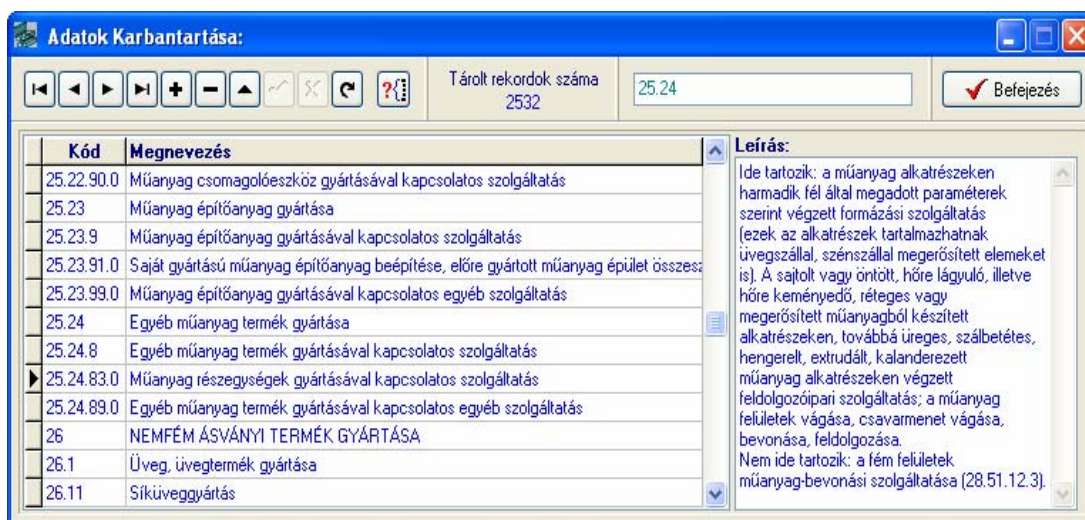 Adatok Karbantartása:
Tárolt rekordok száma
2532
25.24
Befejezés
Kód Megnevezés
25.22.90.0 Műanyag csomagolóeszköz gyártásával kapcsolatos szolgáltatás
25.23 Műanyag építőanyag gyártása
25.23.9 Műanyag építőanyag gyártásával kapcsolatos szolgáltatás
25.23.91.0 Saját gyártású műanyag építőanyag beépítése, előre gyártott műanyag épület összesz
25.23.99.0 Műanyag építőanyag gyártásával kapcsolatos egyéb szolgáltatás
25.24 Egyéb műanyag termék gyártása
25.24.8 Egyéb műanyag termék gyártásával kapcsolatos szolgáltatás
25.24.83.0 Műanyag részegységek gyártásával kapcsolatos szolgáltatás
25.24.89.0 Egyéb műanyag termék gyártásával kapcsolatos egyéb szolgáltatás
26 NEMFÉM ÁSVÁNYI TERMÉK GYÁRTÁSA
26.1 Üveg, üvegtermék gyártása
26.11 Síküveggyártás
Leírás:
Ide tartozik: a műanyag alkatrészeken
harmadik fél által megadott paraméterek
szerint végzett formázási szolgáltatás
(ezek az alkatrészek tartalmazhatnak
üvegszállal, szénszállal megerősített elemeket
is). A sajtolt vagy öntött, hőre lágyuló, illetve
hőre keményedő, réteges vagy
megerősített műanyagból készített
alkatrészeken, továbbá üreges, szálbetétes,
hengerelt, extrudált, kalanderezett
műanyag alkatrészeken végzett
feldolgozóipari szolgáltatás; a műanyag
felületek vágása, csavarmenet vágása,
bevonása, feldolgozása.
Nem ide tartozik: a fém felületek
műanyag-bevonási szolgáltatása (28.51.12.3).